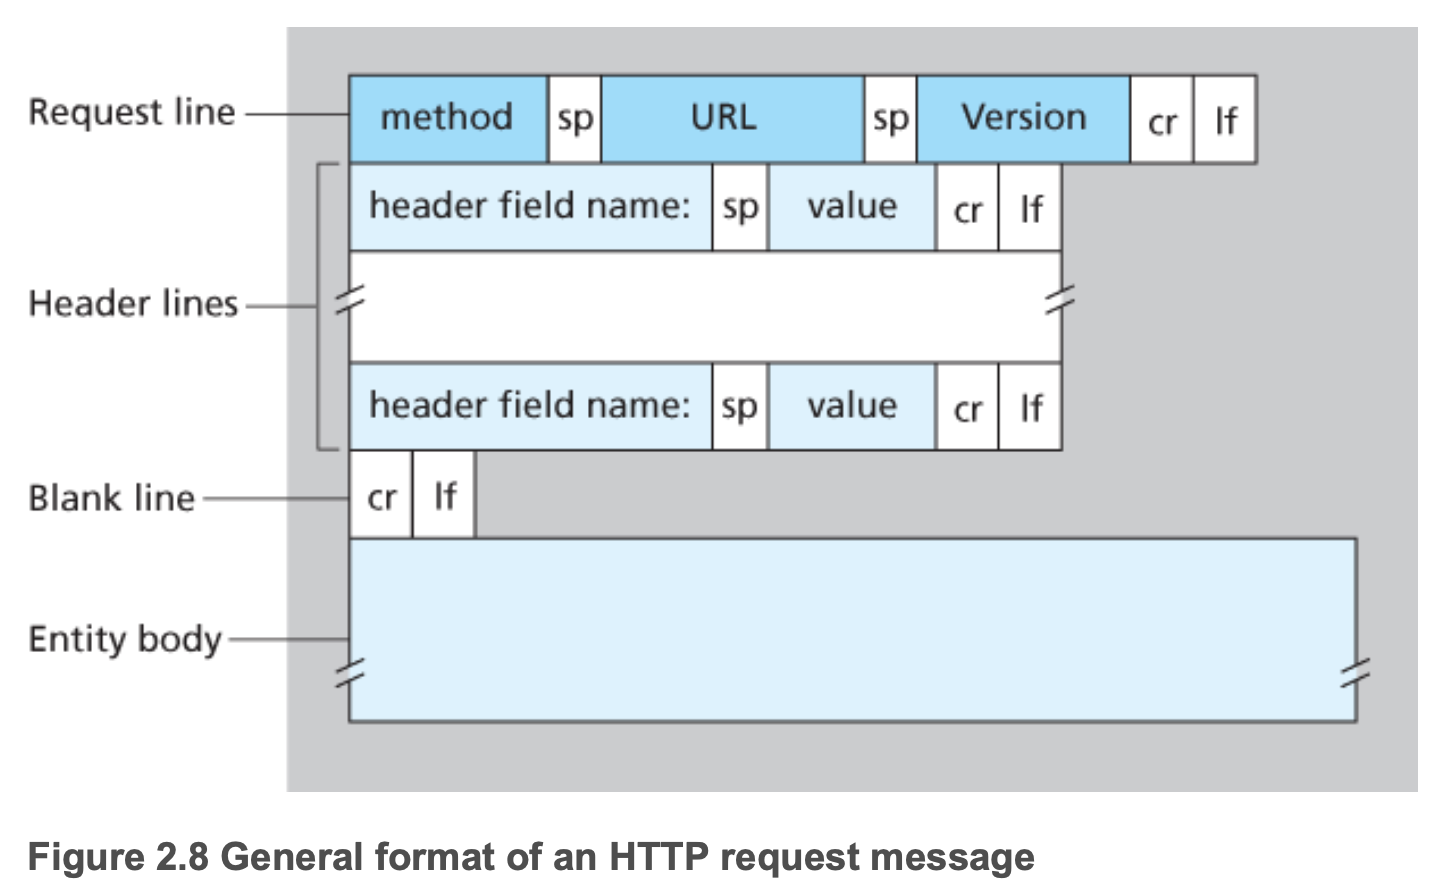 Request line method sp URL sp Version cr lf
header field name: sp value cr lf
Header lines
header field name: sp value cr lf
Blank line cr lf
Entity body
Figure 2.8 General format of an HTTP request message